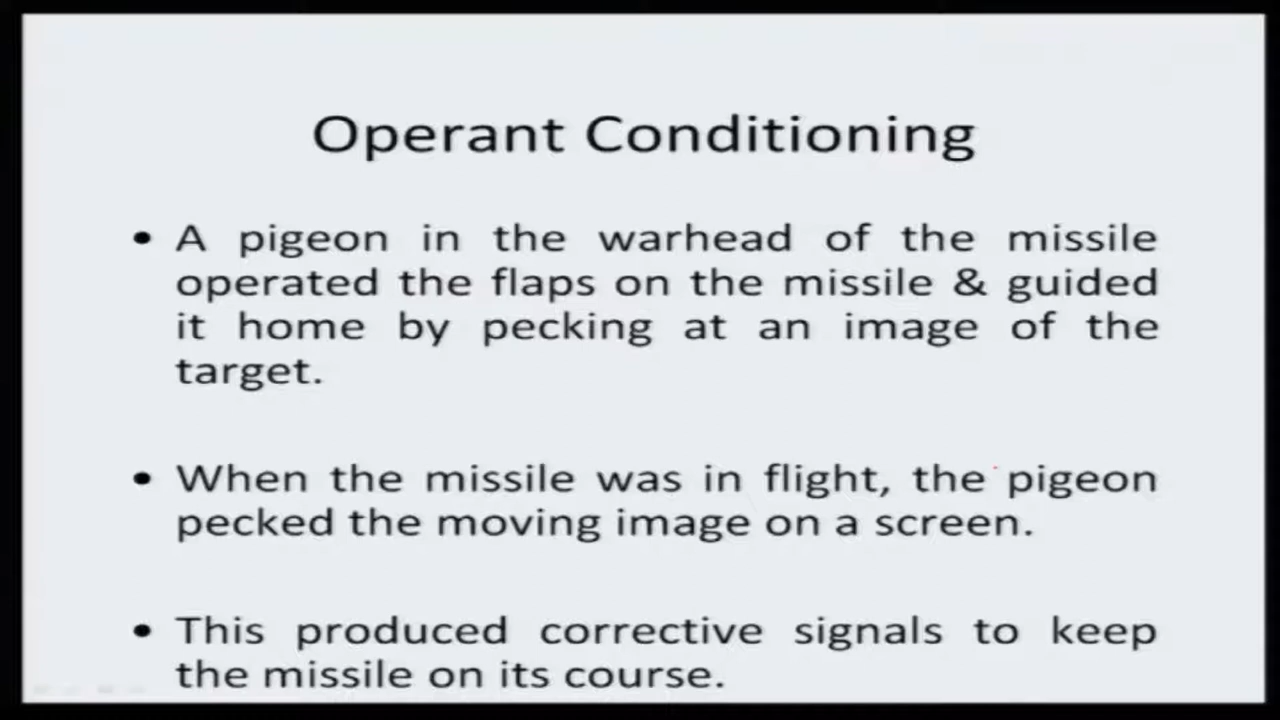 Operant Conditioning
• A pigeon in the warhead of the missile
operated the flaps on the missile & guided
it home by pecking at an image of the
target.
• When the missile was in flight, the pigeon
pecked the moving image on a screen.
• This produced corrective signals to keep
the missile on its course.